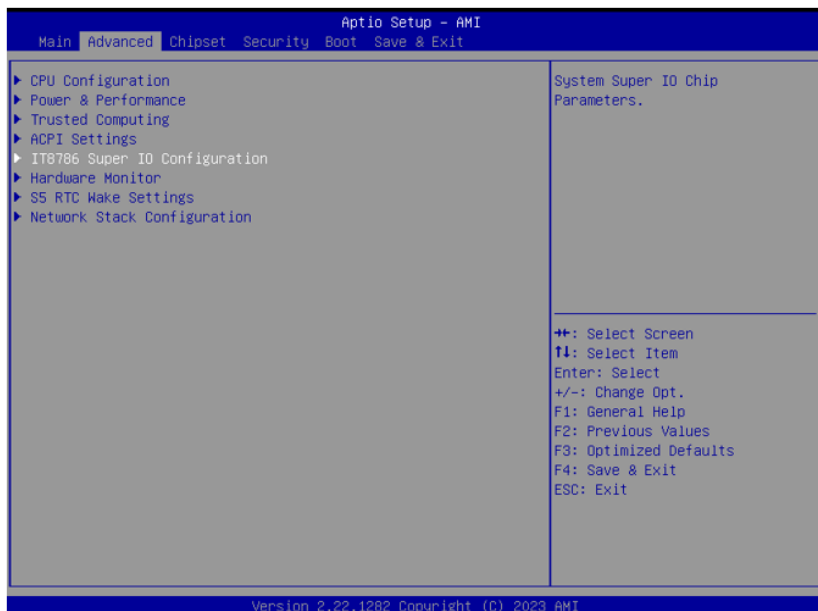 Aptio Setup – AMI
Main Advanced Chipset Security Boot Save & Exit
CPU Configuration
Power & Performance
Trusted Computing
ACPI Settings
IT8786 Super IO Configuration
Hardware Monitor
S5 RTC Wake Settings
Network Stack Configuration
System Super IO Chip
Parameters.
→←: Select Screen
↑↓: Select Item
Enter: Select
+/-: Change Opt.
F1: General Help
F2: Previous Values
F3: Optimized Defaults
F4: Save & Exit
ESC: Exit
Version 2.22.1282 Copyright (C) 2023 AMI